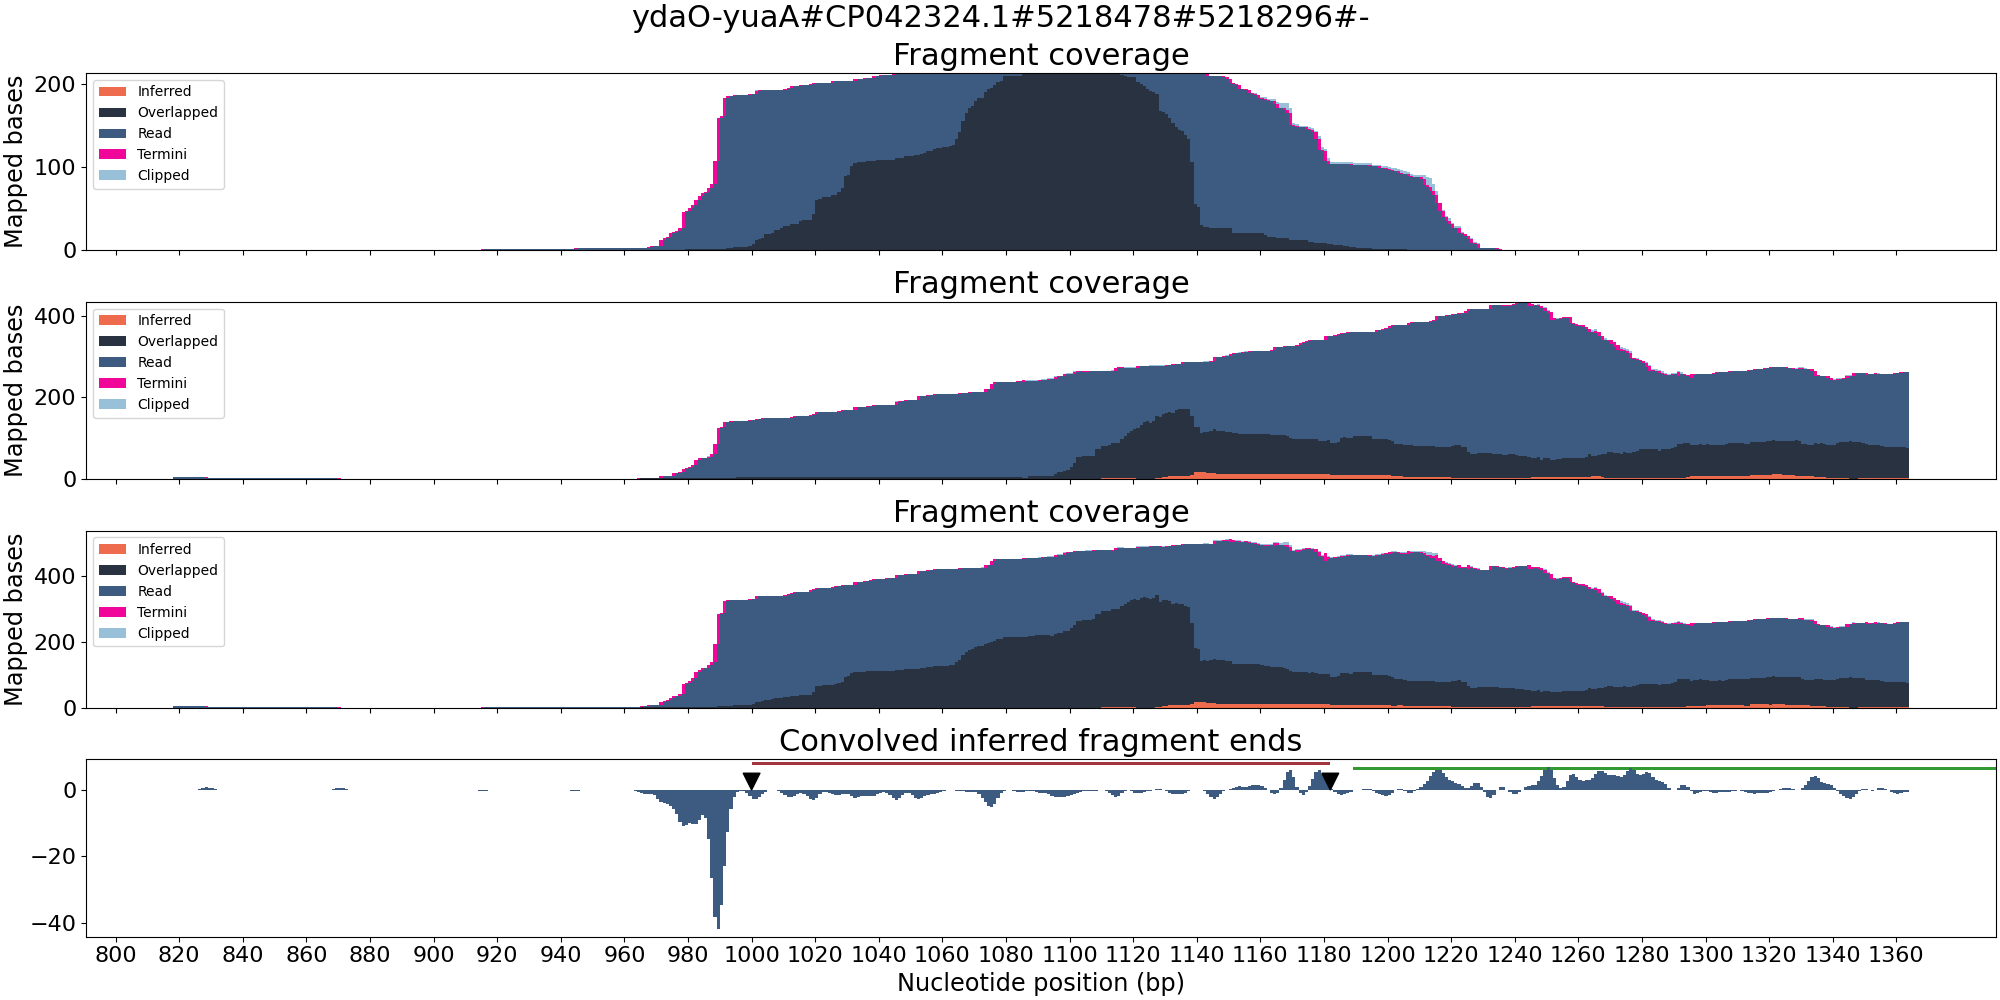 ydaO-yuaA#CP042324.1#5218478#5218296#-
Fragment coverage
Mapped bases
200
100
0
Inferred
Overlapped
Read
Termini
Clipped
Fragment coverage
Mapped bases
400
200
0
Inferred
Overlapped
Read
Termini
Clipped
Fragment coverage
Mapped bases
400
200
0
Inferred
Overlapped
Read
Termini
Clipped
Convolved inferred fragment ends
0
−20
−40
800 820 840 860 880 900 920 940 960 980 1000 1020 1040 1060 1080 1100 1120 1140 1160 1180 1200 1220 1240 1260 1280 1300 1320 1340 1360
Nucleotide position (bp)